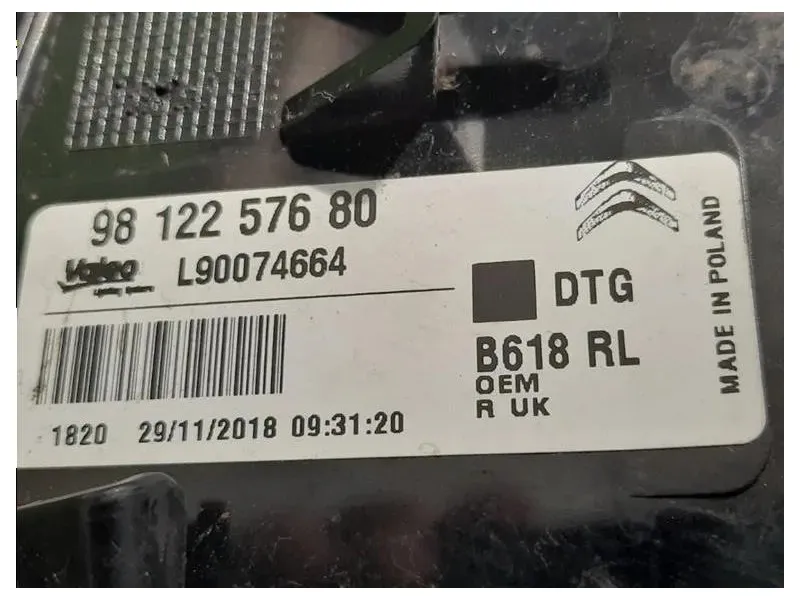 98 122 576 80
Valeo L90074664
DTG
B618 RL
OEM
R UK
1820 29/11/2018 09:31:20
MADE IN POLAND